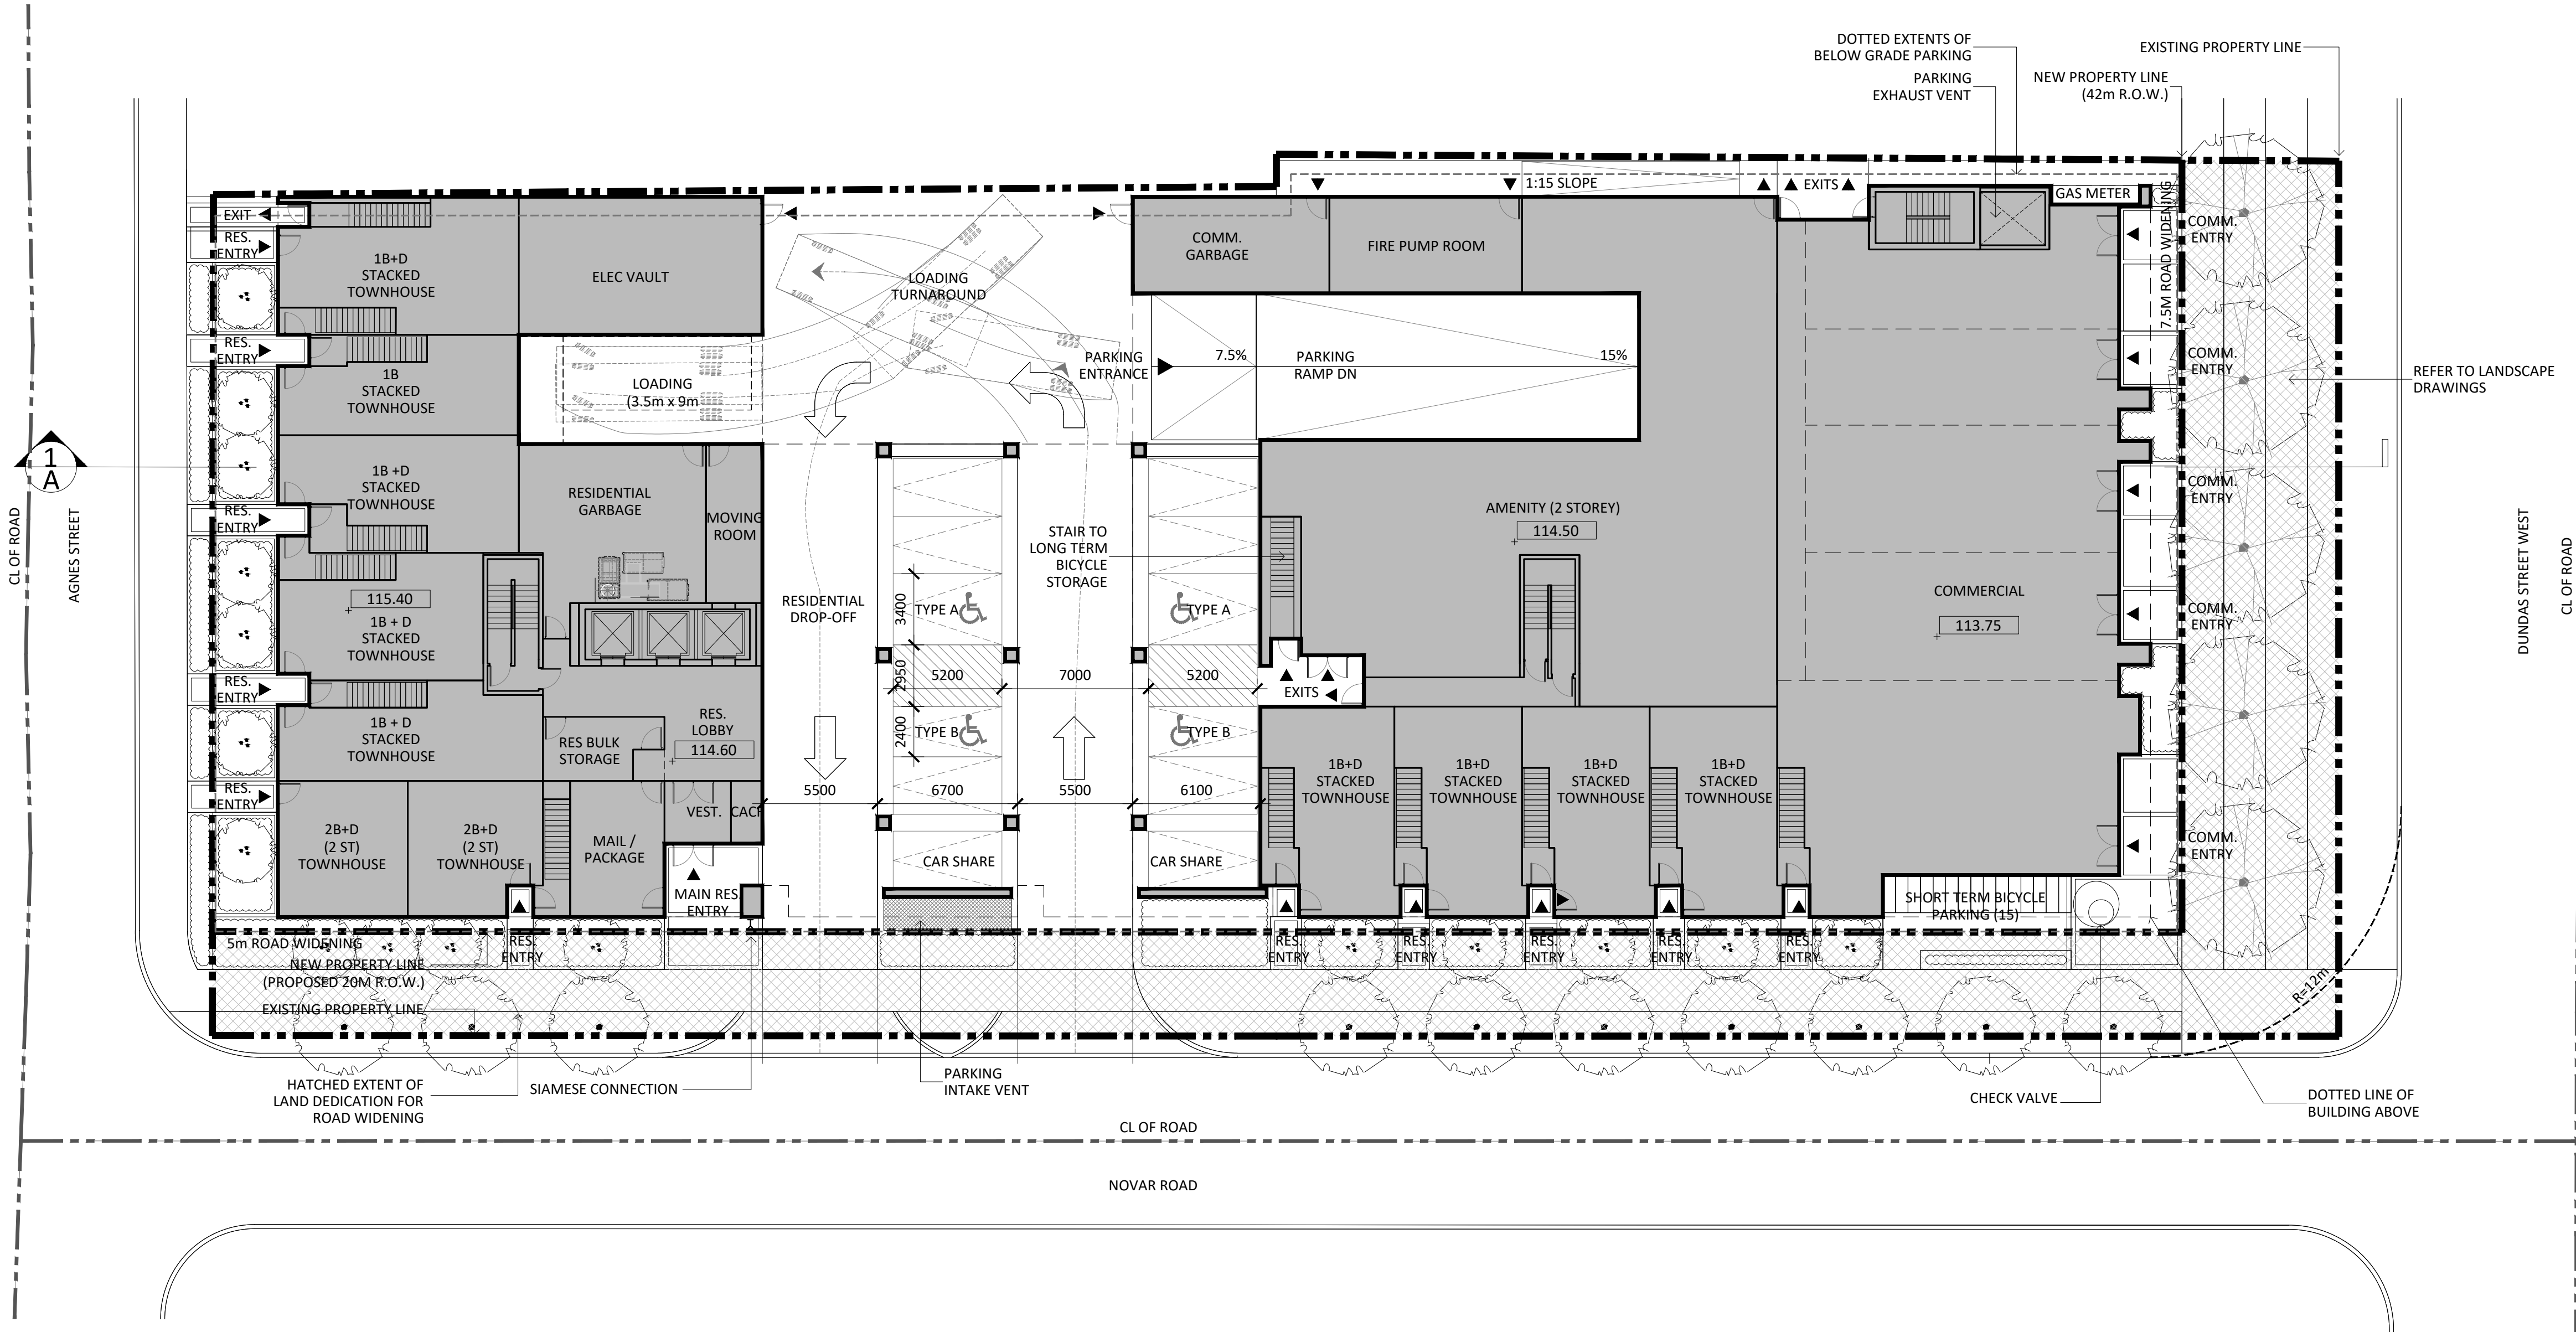 DOTTED EXTENTS OF
BELOW GRADE PARKING
EXISTING PROPERTY LINE
PARKING
EXHAUST VENT
NEW PROPERTY LINE
(42m R.O.W.)
1:15 SLOPE
EXITS
GAS METER
7.5M ROAD WIDENING
EXIT
RES.
ENTRY
1B+D
STACKED
TOWNHOUSE
ELEC VAULT
LOADING
TURNAROUND
COMM.
GARBAGE
FIRE PUMP ROOM
COMM.
ENTRY
RES.
ENTRY
1B
STACKED
TOWNHOUSE
LOADING
(3.5m x 9m
PARKING
ENTRANCE
7.5%
PARKING
RAMP DN
15%
COMM.
ENTRY
REFER TO LANDSCAPE
DRAWINGS
1
A
CL OF ROAD
AGNES STREET
RES.
ENTRY
1B +D
STACKED
TOWNHOUSE
RESIDENTIAL
GARBAGE
MOVING
ROOM
STAIR TO
LONG TERM
BICYCLE
STORAGE
AMENITY (2 STOREY)
114.50
COMM.
ENTRY
DUNDAS STREET WEST
CL OF ROAD
115.40
1B + D
STACKED
TOWNHOUSE
RESIDENTIAL
DROP-OFF
3400
TYPE A
TYPE A
COMMERCIAL
113.75
COMM.
ENTRY
RES.
ENTRY
1B + D
STACKED
TOWNHOUSE
RES BULK
STORAGE
RES.
LOBBY
114.60
2950
5200
7000
5200
EXITS
2400
TYPE B
TYPE B
RES.
ENTRY
2B+D
(2 ST)
TOWNHOUSE
2B+D
(2 ST)
TOWNHOUSE
MAIL /
PACKAGE
VEST.
CACF
5500
6700
5500
6100
1B+D
STACKED
TOWNHOUSE
1B+D
STACKED
TOWNHOUSE
1B+D
STACKED
TOWNHOUSE
1B+D
STACKED
TOWNHOUSE
COMM.
ENTRY
MAIN RES
ENTRY
CAR SHARE
CAR SHARE
SHORT TERM BICYCLE
PARKING (15)
5m ROAD WIDENING
RES.
ENTRY
RES.
ENTRY
RES.
ENTRY
RES.
ENTRY
RES.
ENTRY
RES.
ENTRY
NEW PROPERTY LINE
(PROPOSED 20M R.O.W.)
EXISTING PROPERTY LINE
R=12m
HATCHED EXTENT OF
LAND DEDICATION FOR
ROAD WIDENING
SIAMESE CONNECTION
PARKING
INTAKE VENT
CHECK VALVE
DOTTED LINE OF
BUILDING ABOVE
CL OF ROAD
NOVAR ROAD